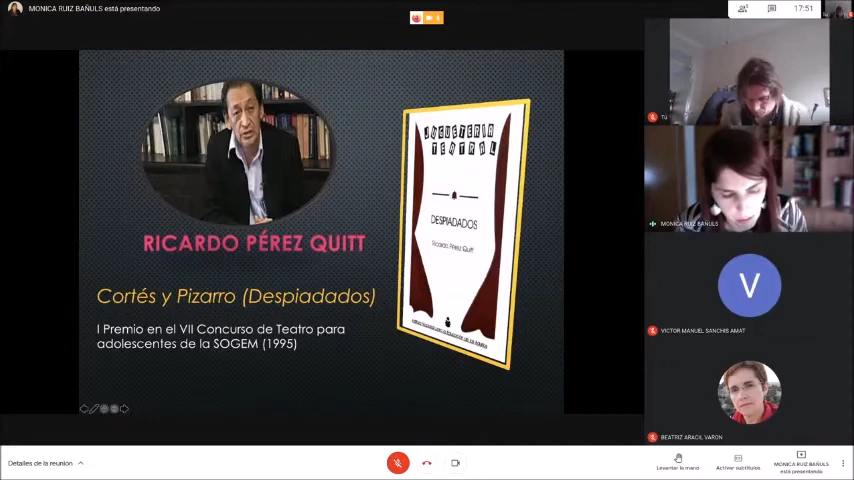 MONICA RUIZ BAÑULS está presentando
17:51
JUGUETERIA
TEATRAL
DESPIADADOS
Ricardo Pérez Quitt
RICARDO PÉREZ QUITT
Cortés y Pizarro (Despiadados)
I Premio en el VII Concurso de Teatro para
adolescentes de la SOGEM (1995)
Tú
MONICA RUIZ BAÑULS
V
VICTOR MANUEL SANCHIS AMAT
BEATRIZ ARACIL VARON
Detalles de la reunión
Levantar la mano
Activar subtítulos
MONICA RUIZ BAÑULS
está presentando